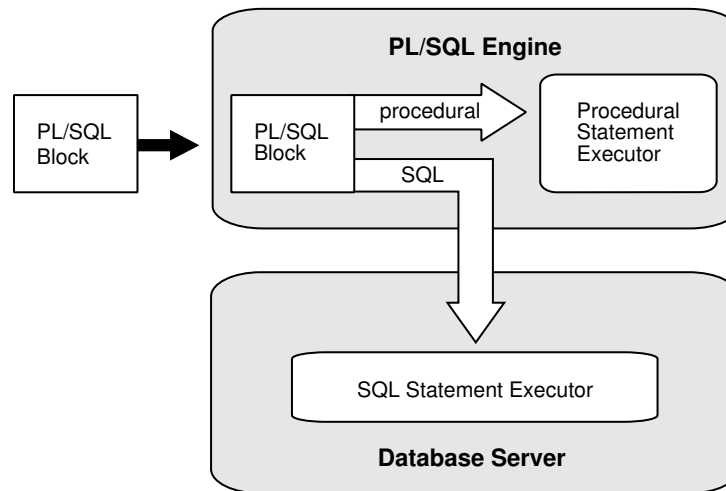 PL/SQL Engine
PL/SQL
Block
PL/SQL
Block
procedural
SQL
Procedural
Statement
Executor
SQL Statement Executor
Database Server